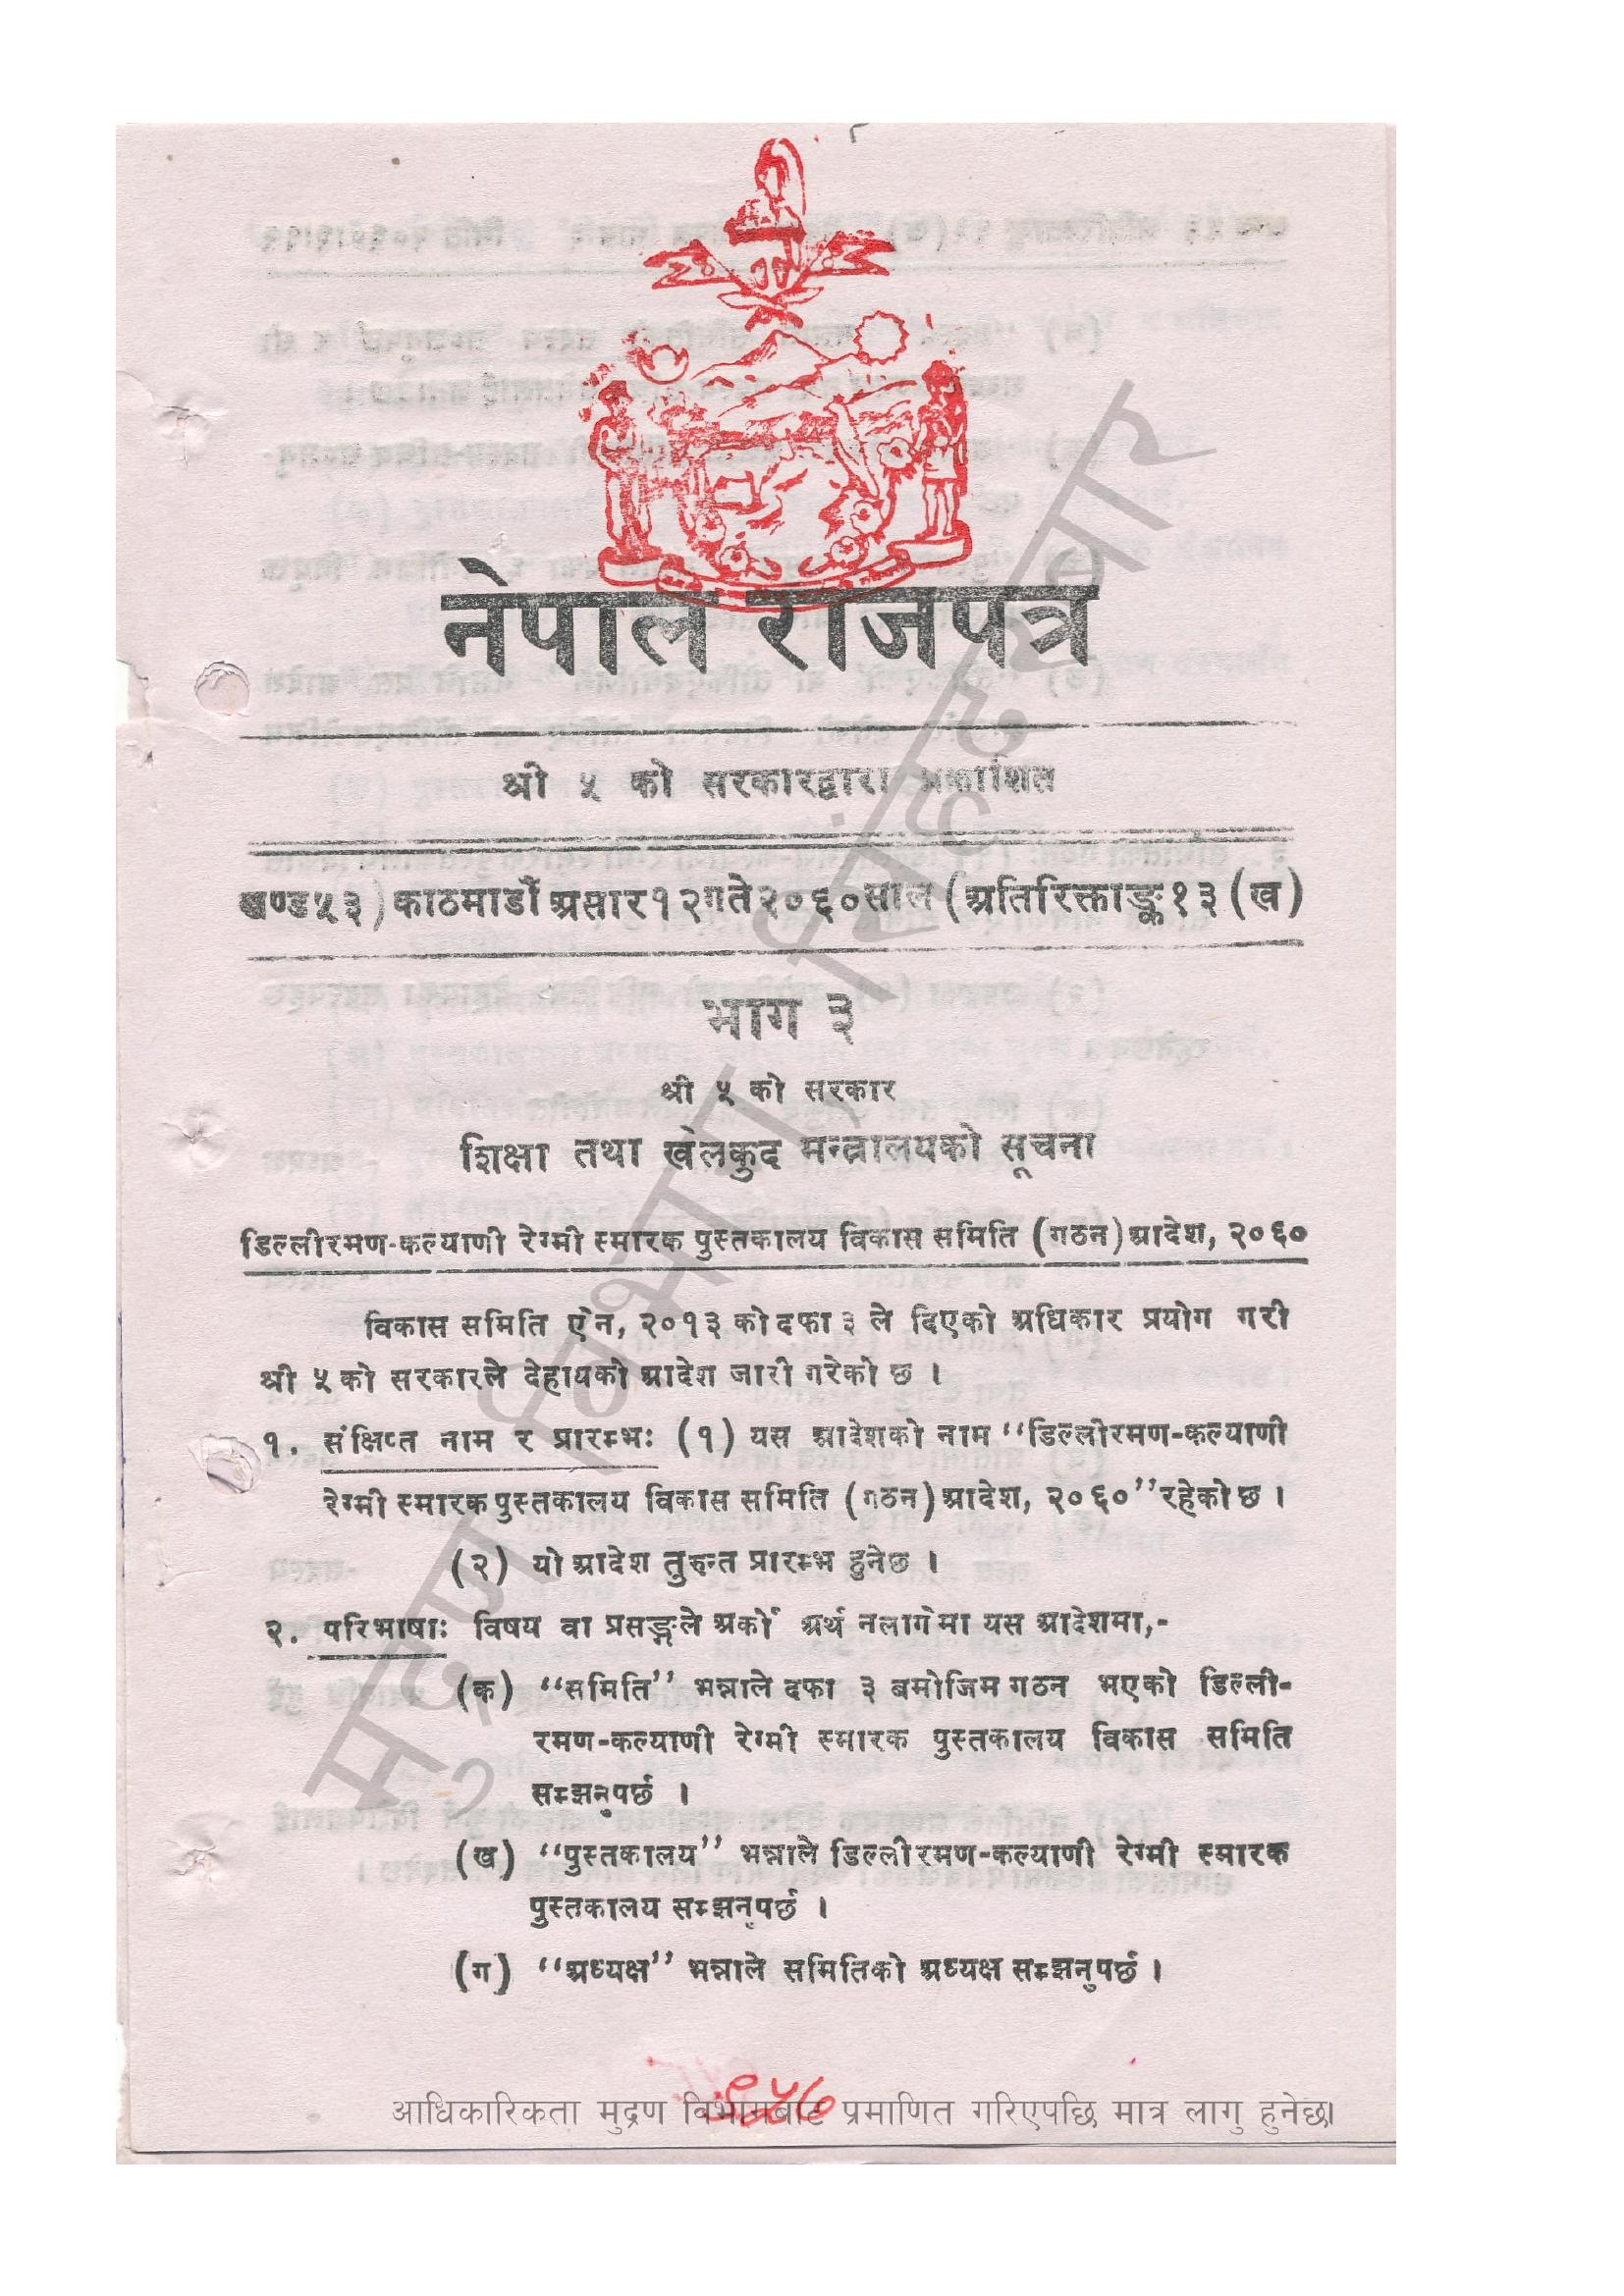 नेपाल राजपत्र
श्री ५ को सरकारद्वारा प्रकाशित
खण्ड ५३) काठमाडौं असार १२ गते २०६० साल (अतिरिक्ताङ्क १३ (ख)
भाग ३
श्री ५ को सरकार
शिक्षा तथा खेलकुद मन्त्रालयको सूचना
डिल्लीरमण-कल्याणी रेग्मी स्मारक पुस्तकालय विकास समिति (गठन) आदेश, २०६०
विकास समिति ऐन, २०१३ को दफा ३ ले दिएको अधिकार प्रयोग गरी
श्री ५ को सरकारले देहायको आदेश जारी गरेको छ ।
१. संक्षिप्त नाम र प्रारम्भः (१) यस आदेशको नाम “डिल्लीरमण-कल्याणी
रेग्मी स्मारक पुस्तकालय विकास समिति (गठन) आदेश, २०६०” रहेको छ ।
(२) यो आदेश तुरुन्त प्रारम्भ हुनेछ ।
२. परिभाषाः विषय वा प्रसङ्गले अर्को अर्थ नलागेमा यस आदेशमा,-
(क) “समिति” भन्नाले दफा ३ बमोजिम गठन भएको डिल्ली-
रमण-कल्याणी रेग्मी स्मारक पुस्तकालय विकास समिति
सम्झनुपर्छ ।
(ख) “पुस्तकालय” भन्नाले डिल्लीरमण-कल्याणी रेग्मी स्मारक
पुस्तकालय सम्झनुपर्छ ।
(ग) “अध्यक्ष” भन्नाले समितिको अध्यक्ष सम्झनुपर्छ ।
मुद्रण विभाग, सिंहदरबार
आधिकारिकता मुद्रण विभागबाट प्रमाणित गरिएपछि मात्र लागु हुनेछ।